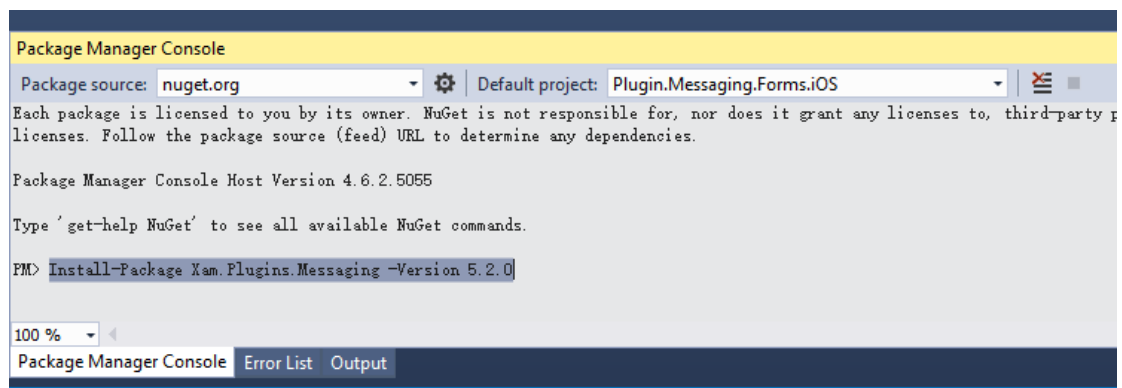 Package Manager Console
Package source: nuget.org Default project: Plugin.Messaging.Forms.iOS
Each package is licensed to you by its owner. NuGet is not responsible for, nor does it grant any licenses to, third-party
licenses. Follow the package source (feed) URL to determine any dependencies.
Package Manager Console Host Version 4.6.2.5055
Type 'get-help NuGet' to see all available NuGet commands.
PM> Install-Package Xam.Plugins.Messaging -Version 5.2.0
100 %
Package Manager Console Error List Output